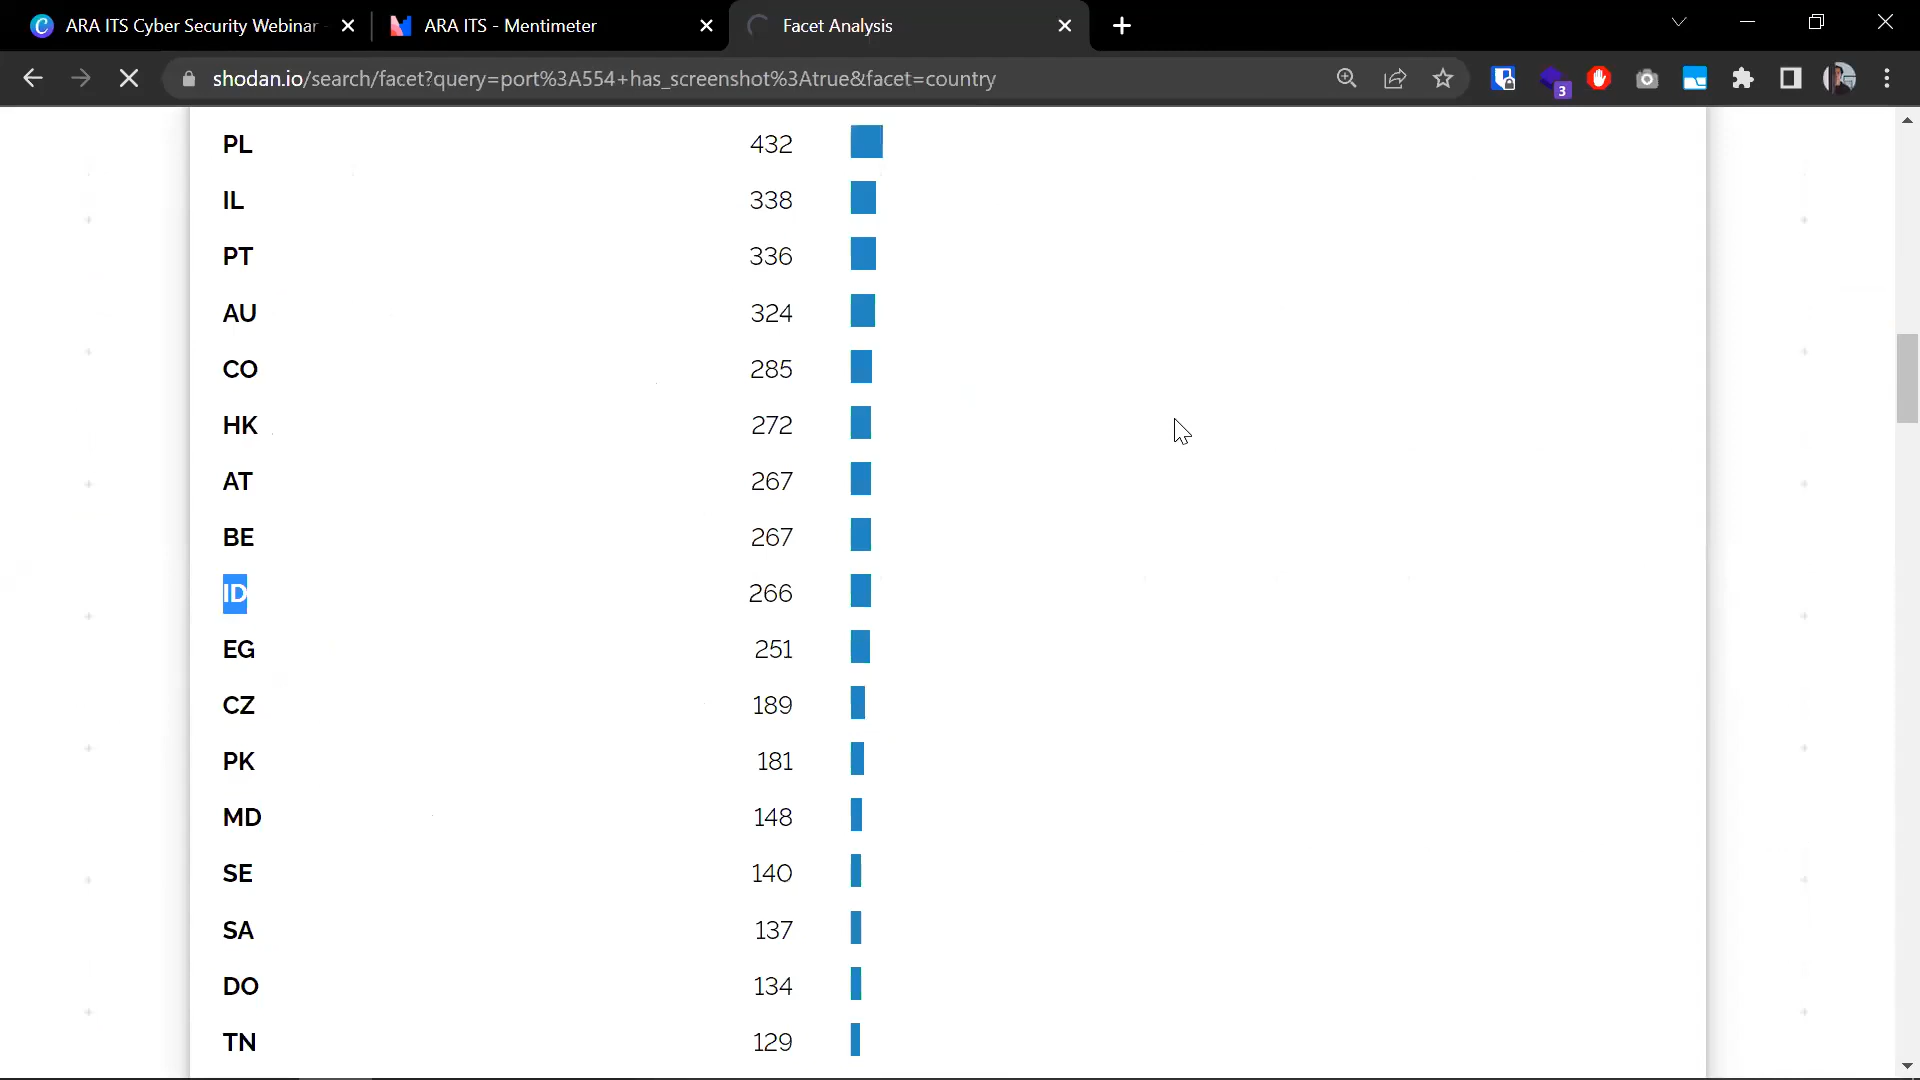 ARA ITS Cyber Security Webinar
ARA ITS - Mentimeter
Facet Analysis
shodan.io/search/facet?query=port%3A554+has_screenshot%3Atrue&facet=country
3
PL 432
IL 338
PT 336
AU 324
CO 285
HK 272
AT 267
BE 267
ID 266
EG 251
CZ 189
PK 181
MD 148
SE 140
SA 137
DO 134
TN 129